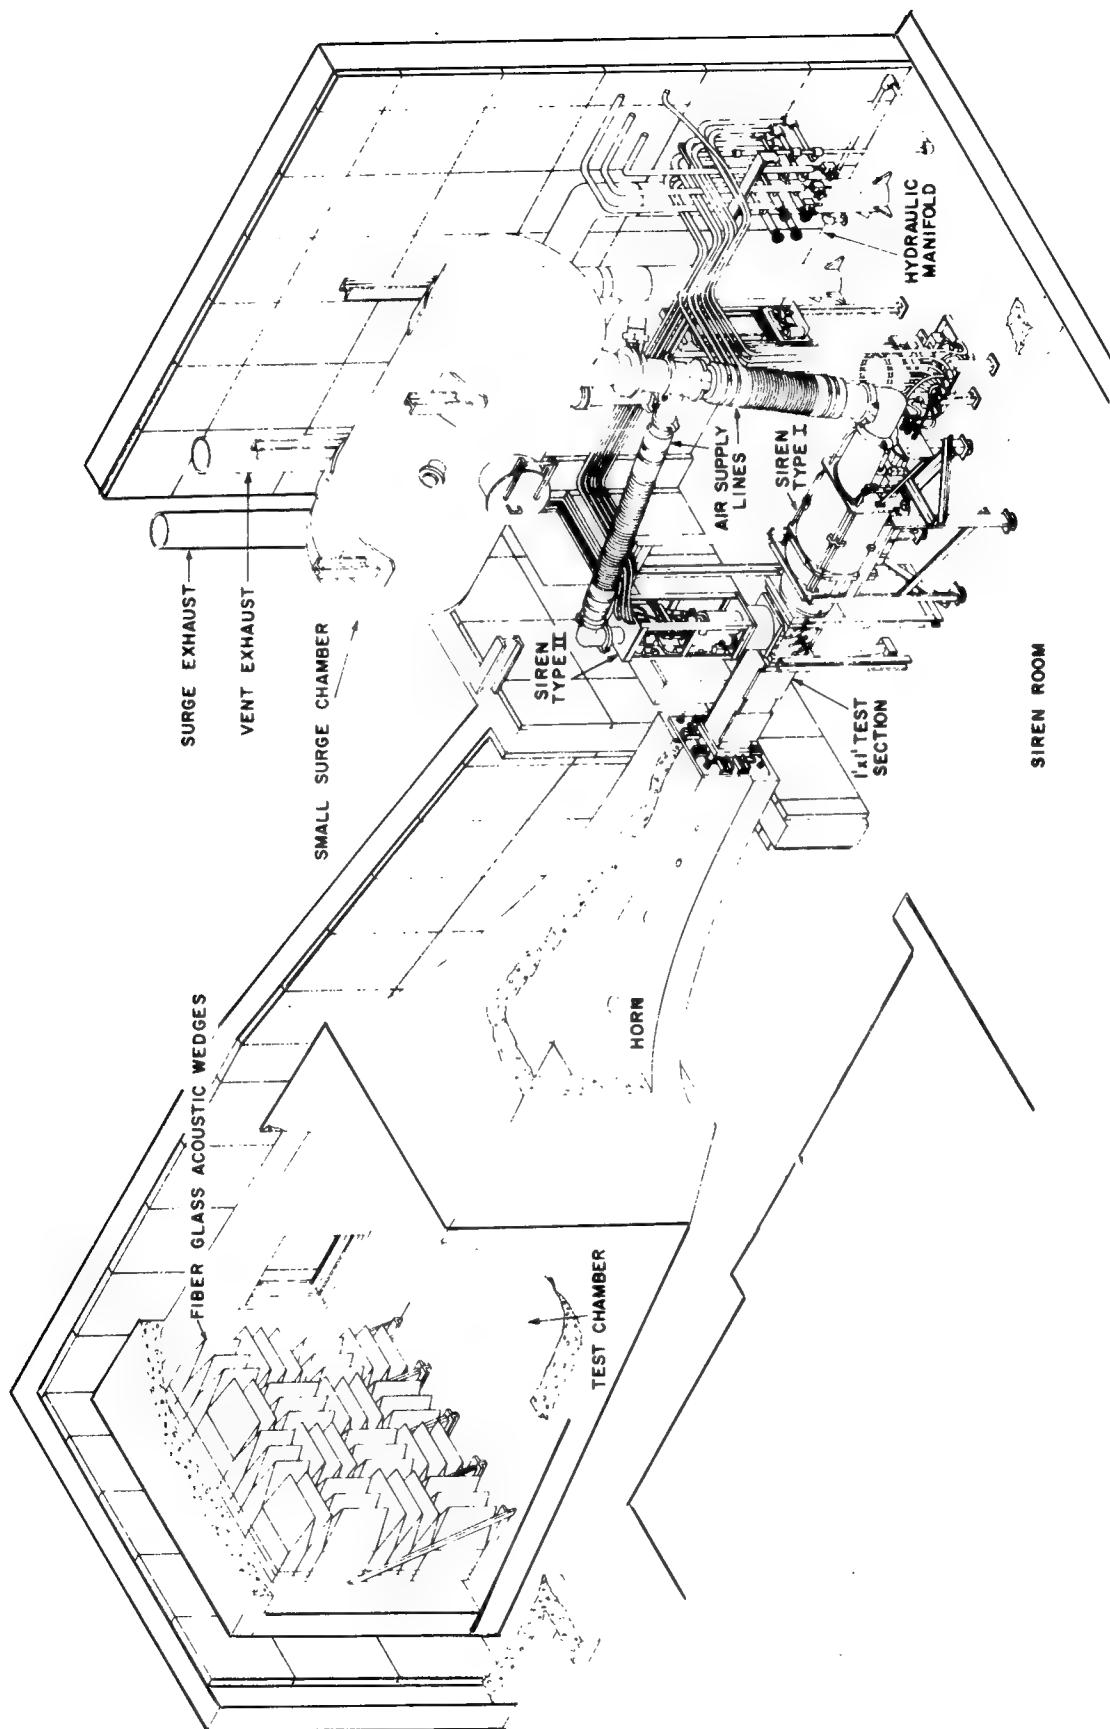 SURGE EXHAUST
VENT EXHAUST
SMALL SURGE CHAMBER
FIBER GLASS ACOUSTIC WEDGES
SIREN
TYPE II
AIR SUPPLY
LINES
SIREN
TYPE I
HYDRAULIC
MANIFOLD
HORN
TEST CHAMBER
1'x1' TEST
SECTION
SIREN ROOM